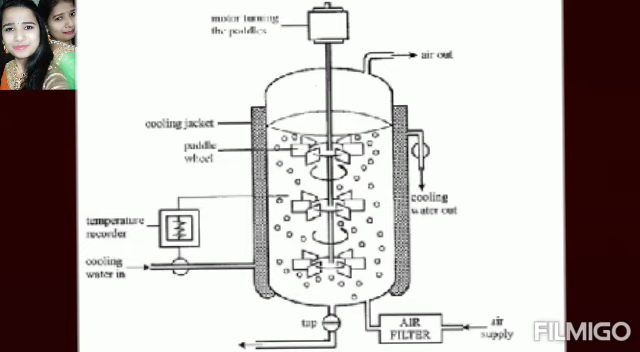 motor turning
the paddles
air out
cooling jacket
paddle
wheel
cooling
water out
temperature
recorder
cooling
water in
tap
AIR
FILTER
air
supply
FILMIGO